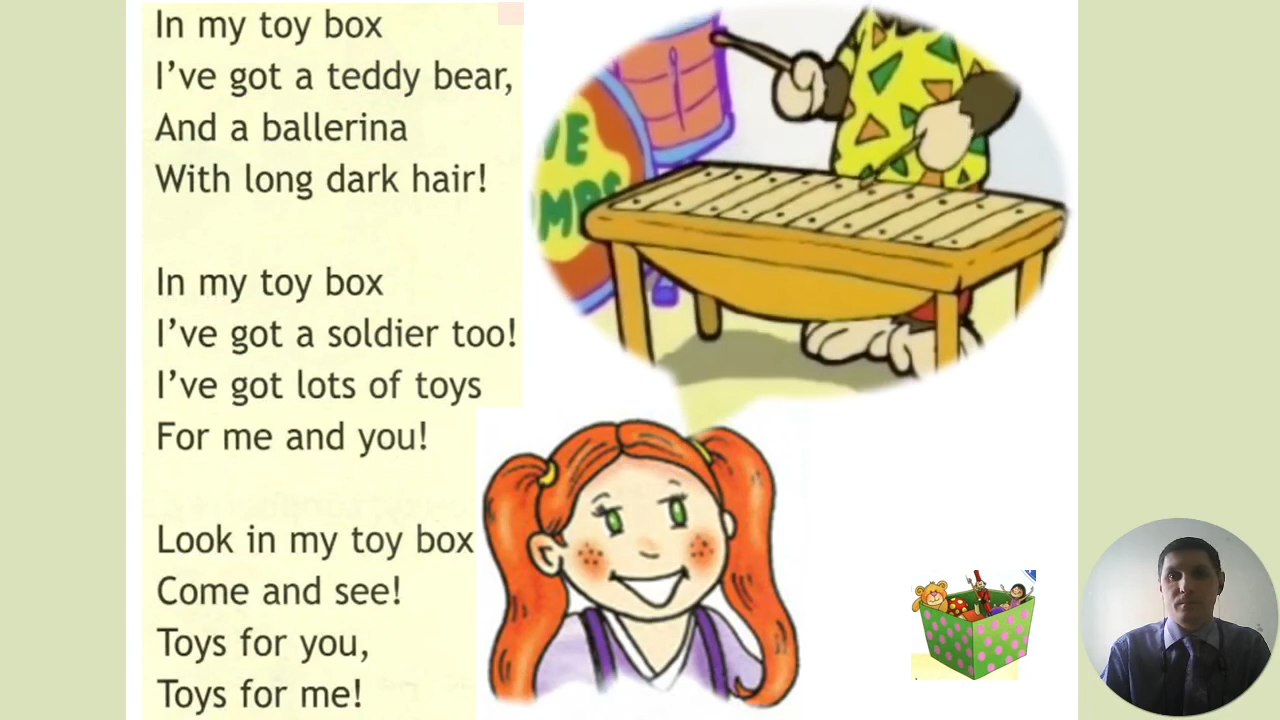 In my toy box
I've got a teddy bear,
And a ballerina
With long dark hair!
In my toy box
I've got a soldier too!
I've got lots of toys
For me and you!
Look in my toy box
Come and see!
Toys for you,
Toys for me!